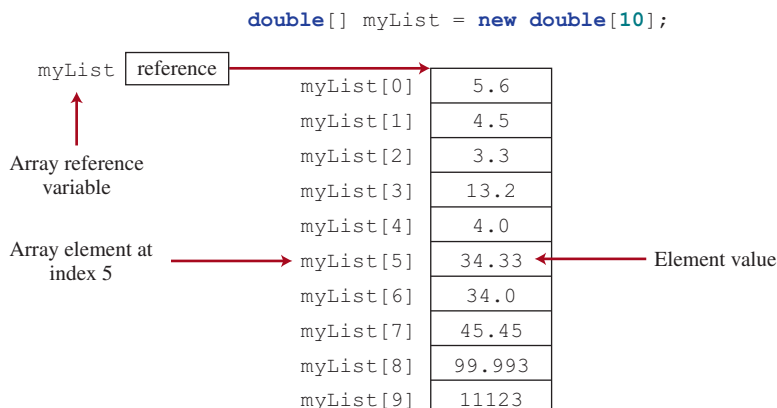 double[] myList = new double[10];
myList reference
myList[0] 5.6
myList[1] 4.5
myList[2] 3.3
Array reference
variable
myList[3] 13.2
myList[4] 4.0
Array element at
index 5
myList[5] 34.33
Element value
myList[6] 34.0
myList[7] 45.45
myList[8] 99.993
myList[9] 11123